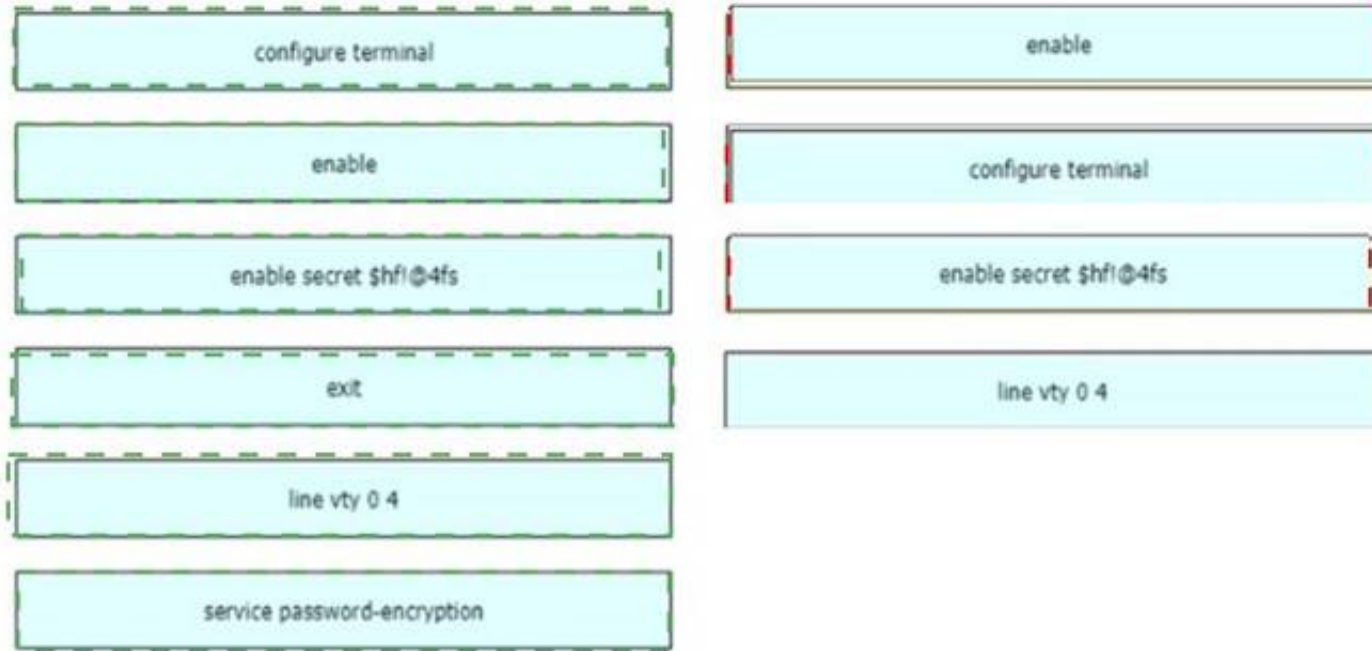 configure terminal
enable
enable secret $hf!@4fs
exit
line vty 0 4
service password-encryption
enable
configure terminal
enable secret $hf!@4fs
line vty 0 4